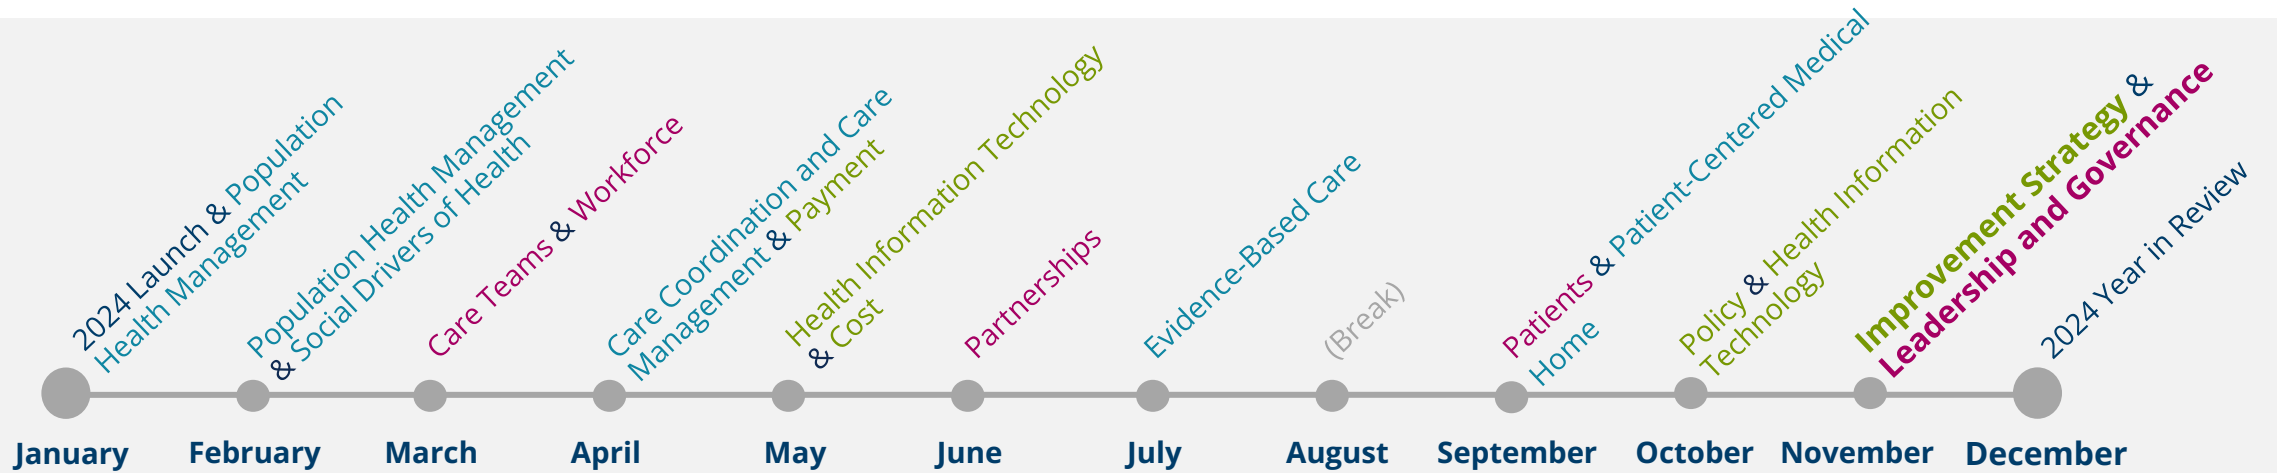 2024 Launch & Population
Health Management
Population Health Management
& Social Drivers of Health
Care Teams & Workforce
Care Coordination and Care
Management & Payment
Health Information Technology
& Cost
Partnerships
Evidence-Based Care
(Break)
Patients & Patient-Centered Medical
Home
Policy & Health Information
Technology
Improvement Strategy &
Leadership and Governance
2024 Year in Review
January
February
March
April
May
June
July
August
September
October
November
December